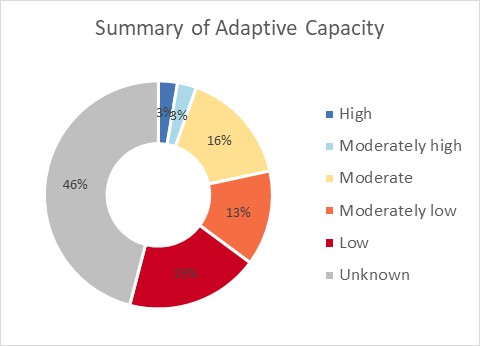 Summary of Adaptive Capacity
3%
3%
16%
13%
46%
High
Moderately high
Moderate
Moderately low
Low
Unknown